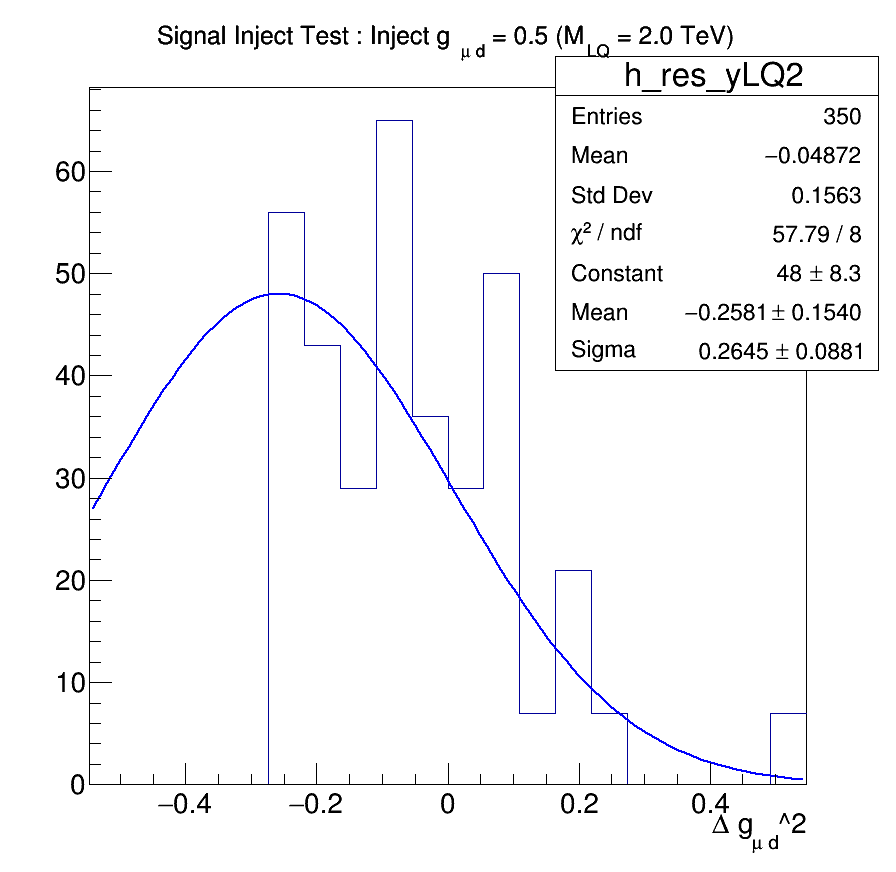 Signal Inject Test : Inject g μ d = 0.5 (M LQ = 2.0 TeV)
h_res_yLQ2
Entries 350
Mean −0.04872
Std Dev 0.1563
χ² / ndf 57.79 / 8
Constant 48 ± 8.3
Mean −0.2581 ± 0.1540
Sigma 0.2645 ± 0.0881
60
50
40
30
20
10
0
−0.4 −0.2 0 0.2 0.4
Δ g μ d ^2